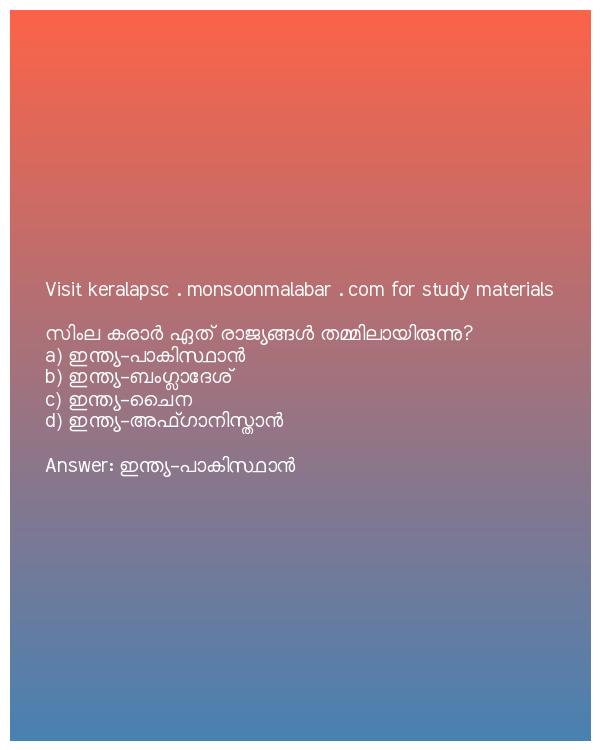 Visit keralapsc . monsoonmalabar . com for study materials
സിംല കരാർ ഏത് രാജ്യങ്ങൾ തമ്മിലായിരുന്നു?
a) ഇന്ത്യ-പാകിസ്ഥാൻ
b) ഇന്ത്യ-ബംഗ്ലാദേശ്
c) ഇന്ത്യ-ചൈന
d) ഇന്ത്യ-അഫ്ഗാനിസ്താൻ
Answer: ഇന്ത്യ-പാകിസ്ഥാൻ